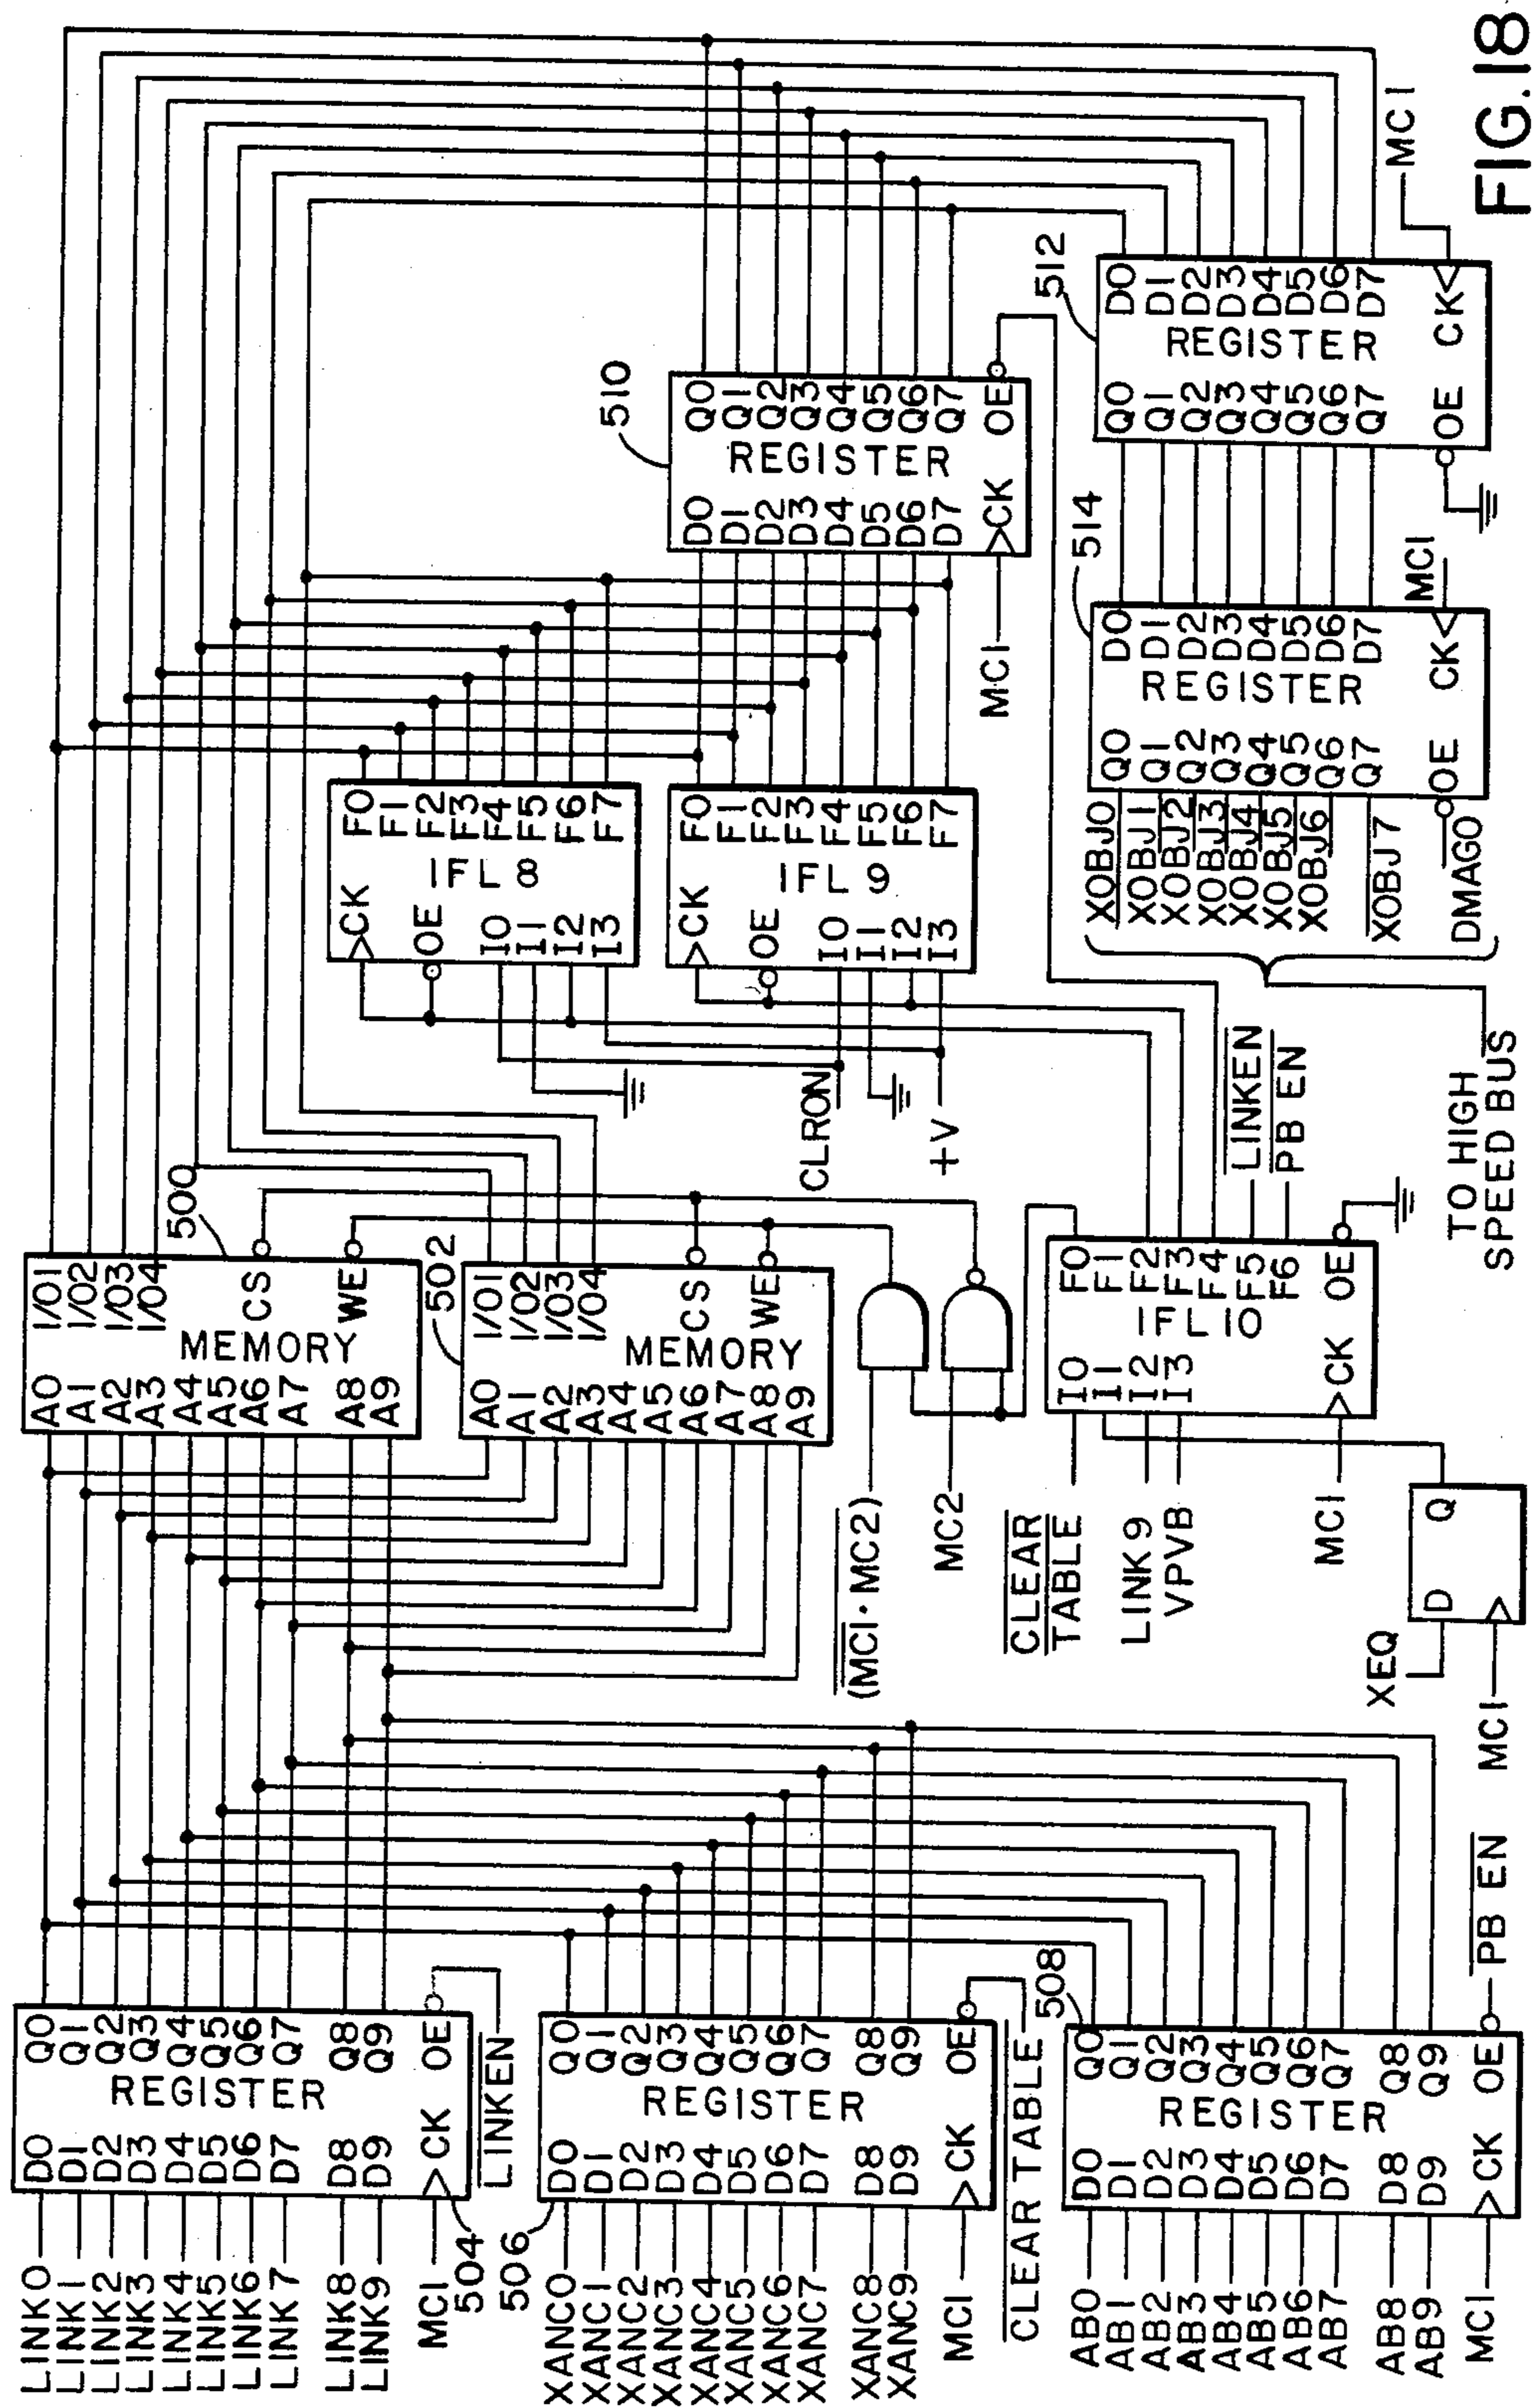 LINK0
LINK1
LINK2
LINK3
LINK4
LINK5
LINK6
LINK7
LINK8
LINK9
MC1
504
D0 Q0
D1 Q1
D2 Q2
D3 Q3
D4 Q4
D5 Q5
D6 Q6
D7 Q7
D8 Q8
D9 Q9
REGISTER
CK OE
LINKEN
506
XANC0
XANC1
XANC2
XANC3
XANC4
XANC5
XANC6
XANC7
XANC8
XANC9
MC1
D0 Q0
D1 Q1
D2 Q2
D3 Q3
D4 Q4
D5 Q5
D6 Q6
D7 Q7
D8 Q8
D9 Q9
REGISTER
CK OE
CLEAR TABLE
508
AB0
AB1
AB2
AB3
AB4
AB5
AB6
AB7
AB8
AB9
MC1
D0 Q0
D1 Q1
D2 Q2
D3 Q3
D4 Q4
D5 Q5
D6 Q6
D7 Q7
D8 Q8
D9 Q9
REGISTER
CK OE
PB EN
500
A0 I/O1
A1 I/O2
A2 I/O3
A3 I/O4
A4
A5
A6 CS
A7
A8 WE
A9
MEMORY
502
A0 I/O1
A1 I/O2
A2 I/O3
A3 I/O4
A4
A5
A6 CS
A7
A8 WE
A9
MEMORY
(MC1·MC2)
MC2
CLEAR
TABLE
LINK9
VPVB
MC1
I0 F0
I1 F1
I2 F2
I3 F3
F4
F5
F6
IFL 10
CK OE
LINKEN
PB EN
XEQ
D Q
MC1
CK
OE
I0
I1
I2
I3
IFL 8
F0
F1
F2
F3
F4
F5
F6
F7
CK
OE
I0
I1
I2
I3
IFL 9
F0
F1
F2
F3
F4
F5
F6
F7
CLRON
+V
510
D0 Q0
D1 Q1
D2 Q2
D3 Q3
D4 Q4
D5 Q5
D6 Q6
D7 Q7
REGISTER
CK OE
MC1
512
Q0 D0
Q1 D1
Q2 D2
Q3 D3
Q4 D4
Q5 D5
Q6 D6
Q7 D7
REGISTER
OE CK
MC1
514
Q0 D0
Q1 D1
Q2 D2
Q3 D3
Q4 D4
Q5 D5
Q6 D6
Q7 D7
REGISTER
OE CK
MC1
XOBJ0
XOBJ1
XOBJ2
XOBJ3
XOBJ4
XOBJ5
XOBJ6
XOBJ7
DMAGO
TO HIGH
SPEED BUS
FIG.18